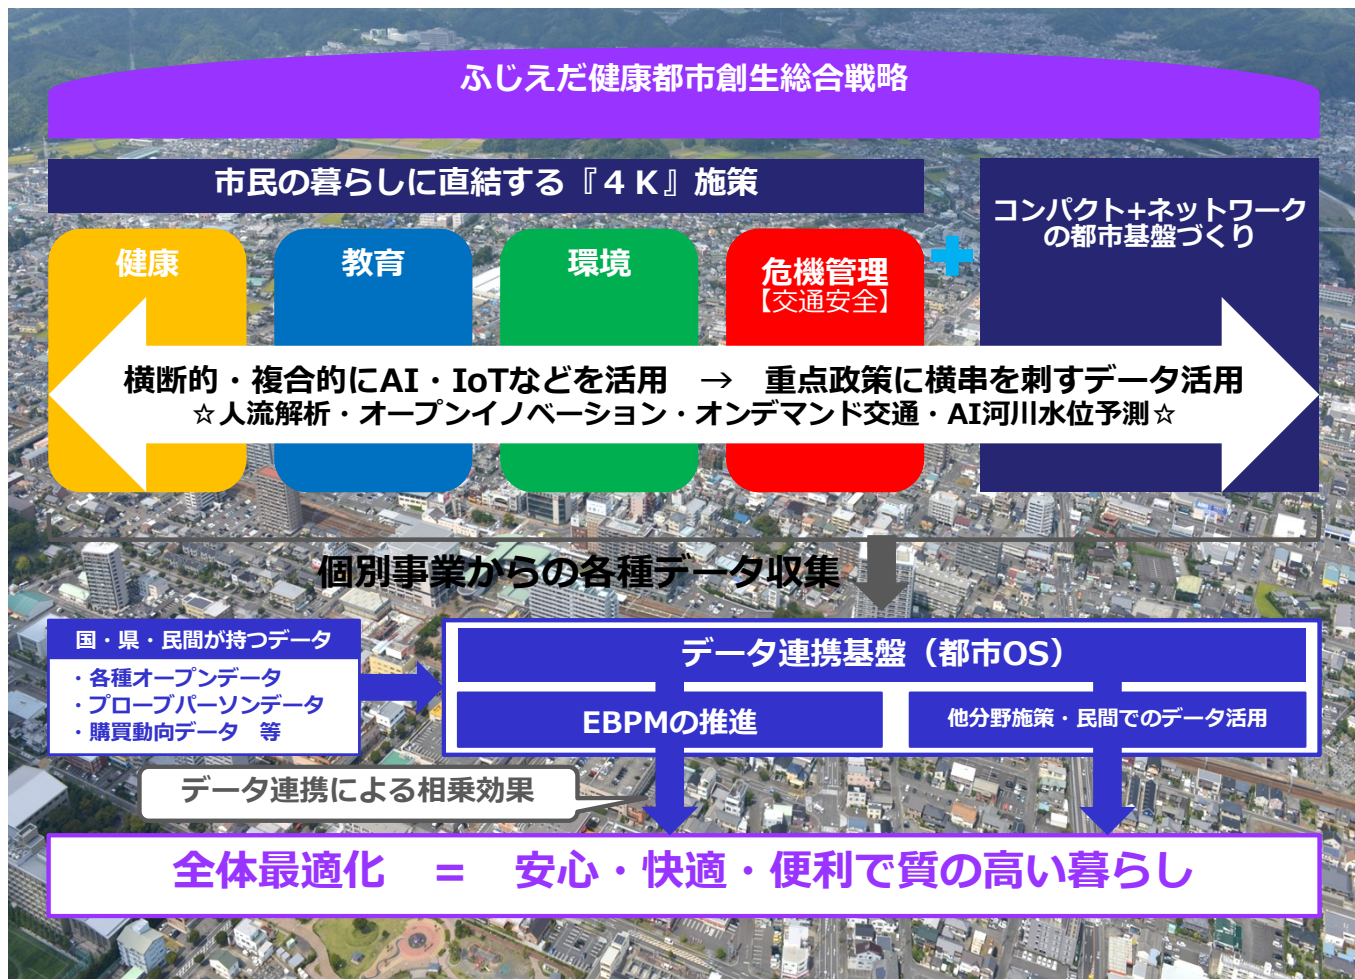 ふじえだ健康都市創生総合戦略
市民の暮らしに直結する『４Ｋ』施策
コンパクト+ネットワーク
の都市基盤づくり
健康
教育
環境
危機管理
【交通安全】
横断的・複合的にAI・IoTなどを活用　→　重点政策に横串を刺すデータ活用
☆人流解析・オープンイノベーション・オンデマンド交通・AI河川水位予測☆
個別事業からの各種データ収集
国・県・民間が持つデータ
・各種オープンデータ
・プローブパーソンデータ
・購買動向データ　等
データ連携基盤（都市OS）
EBPMの推進
他分野施策・民間でのデータ活用
データ連携による相乗効果
全体最適化　＝　安心・快適・便利で質の高い暮らし